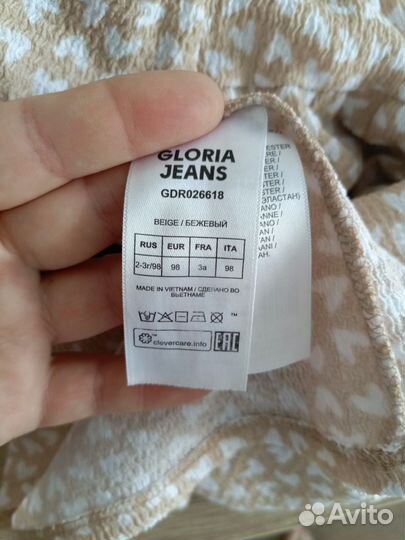 GLORIA
JEANS
GDR026618
BEIGE / БЕЖЕВЫЙ
RUS EUR FRA ITA
2-3г/98 98 3a 98
MADE IN VIETNAM / СДЕЛАНО ВО
ВЬЕТНАМЕ
clevercare.info
EAC
Avito